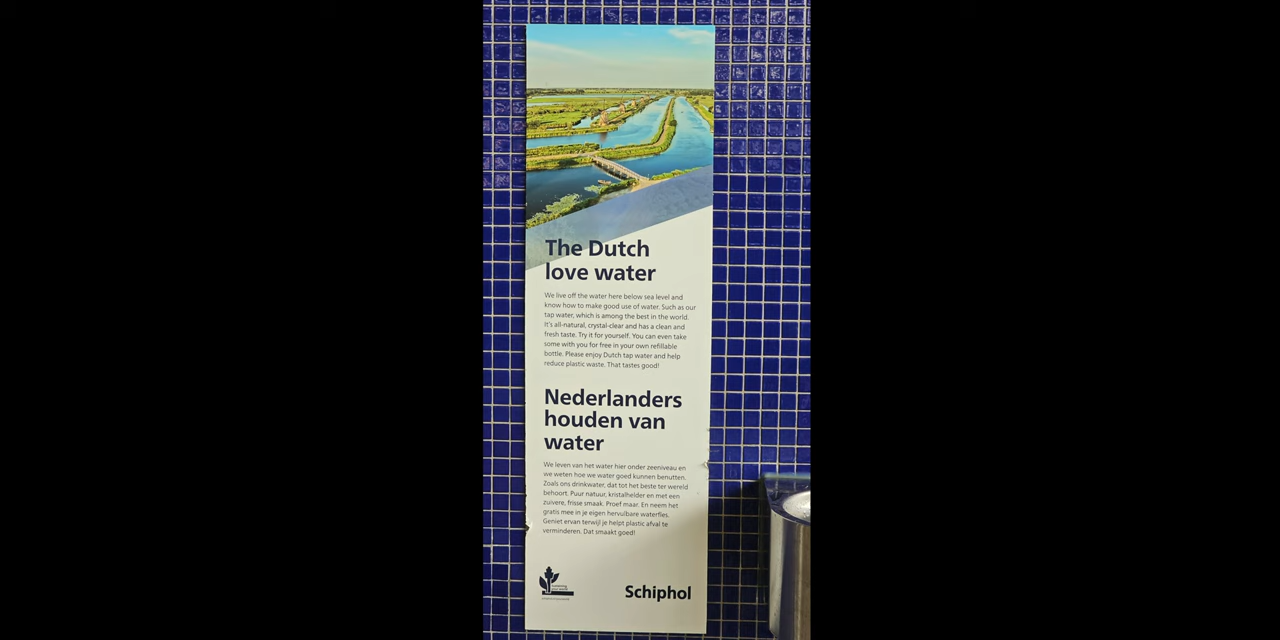 The Dutch
love water
We live off the water here below sea level and
know how to make good use of water. Such as our
tap water, which is among the best in the world.
It's all-natural, crystal-clear and has a clean and
fresh taste. Try it for yourself. You can even take
some with you for free in your own refillable
bottle. Please enjoy Dutch tap water and help
reduce plastic waste. That tastes good!
Nederlanders
houden van
water
We leven van het water hier onder zeeniveau en
we weten hoe we water goed kunnen benutten.
Zoals ons drinkwater, dat tot het beste ter wereld
behoort. Puur natuur, kristalhelder en met een
zuivere, frisse smaak. Proef maar. En neem het
gratis mee in je eigen hervulbare waterfles.
Geniet ervan terwijl je helpt plastic afval te
verminderen. Dat smaakt goed!
Schiphol